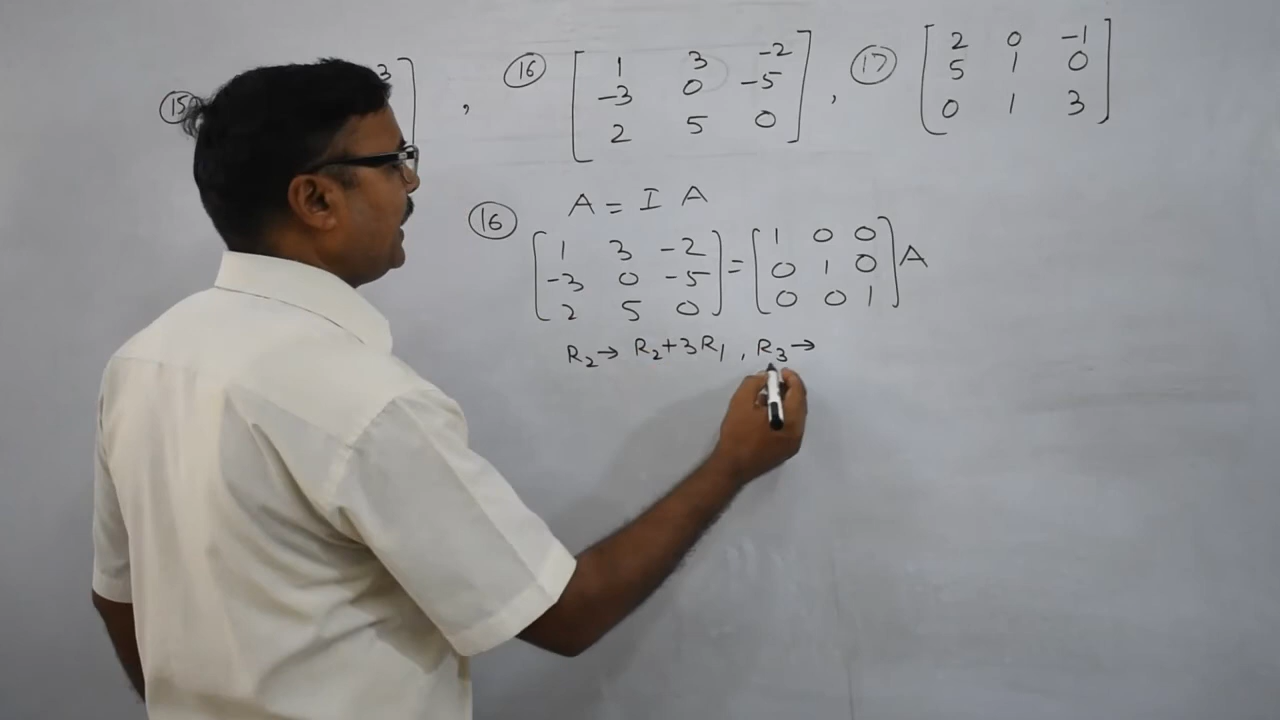 ⑮ 3 , ⑯ [1 3 -2 , ⑰ [2 0 -1
-3 0 -5 5 1 0
2 5 0] 0 1 3]
⑯ A = I A
[1 3 -2 = [1 0 0 A
-3 0 -5 0 1 0
2 5 0] 0 0 1]
R₂→ R₂+3R₁ , R₃→